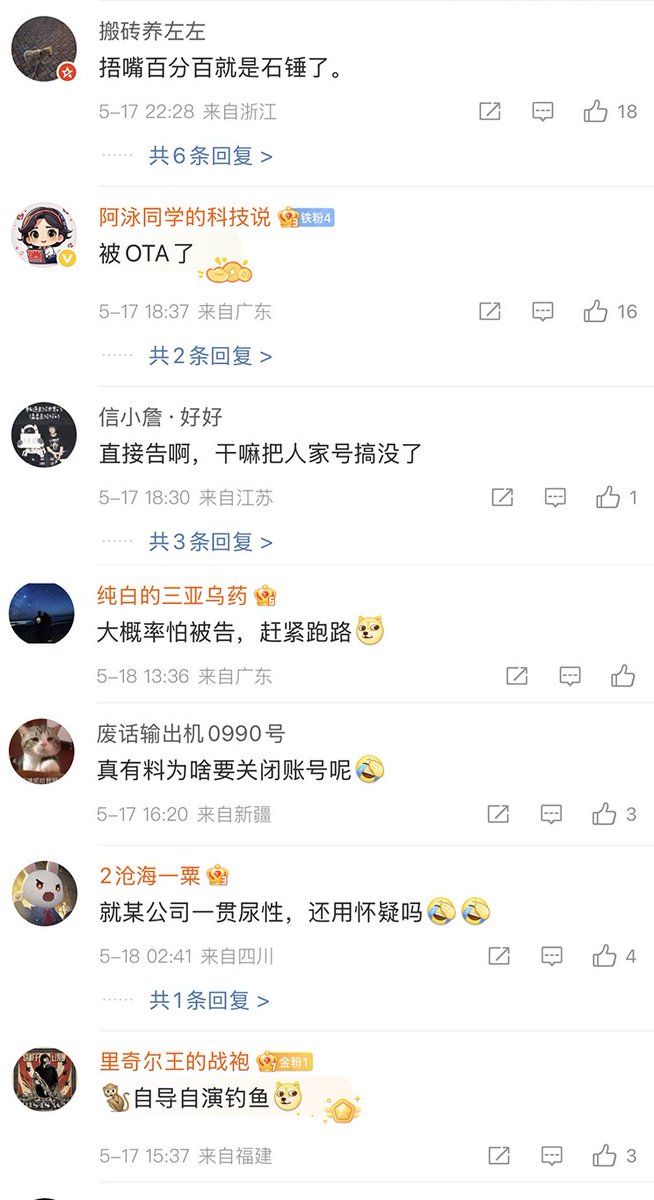 搬砖养左左
捂嘴百分百就是石锤了。
5-17 22:28 来自浙江
18
共6条回复 >
阿泳同学的科技说 铁粉4
被OTA了
5-17 18:37 来自广东
16
共2条回复 >
信小詹·好好
直接告啊，干嘛把人家号搞没了
5-17 18:30 来自江苏
1
共3条回复 >
纯白的三亚乌药
大概率怕被告，赶紧跑路
5-18 13:36 来自广东
废话输出机0990号
真有料为啥要关闭账号呢
5-17 16:20 来自新疆
3
2沧海一粟
就某公司一贯尿性，还用怀疑吗
5-18 02:41 来自四川
4
共1条回复 >
里奇尔王的战袍 金粉1
自导自演钓鱼
5-17 15:37 来自福建
3